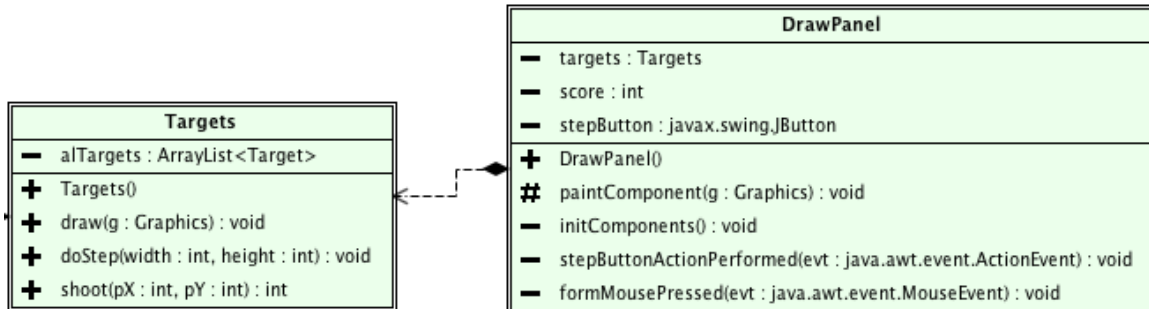 Targets
- alTargets : ArrayList<Target>
+ Targets()
+ draw(g : Graphics) : void
+ doStep(width : int, height : int) : void
+ shoot(pX : int, pY : int) : int
DrawPanel
- targets : Targets
- score : int
- stepButton : javax.swing.JButton
+ DrawPanel()
# paintComponent(g : Graphics) : void
- initComponents() : void
- stepButtonActionPerformed(evt : java.awt.event.ActionEvent) : void
- formMousePressed(evt : java.awt.event.MouseEvent) : void